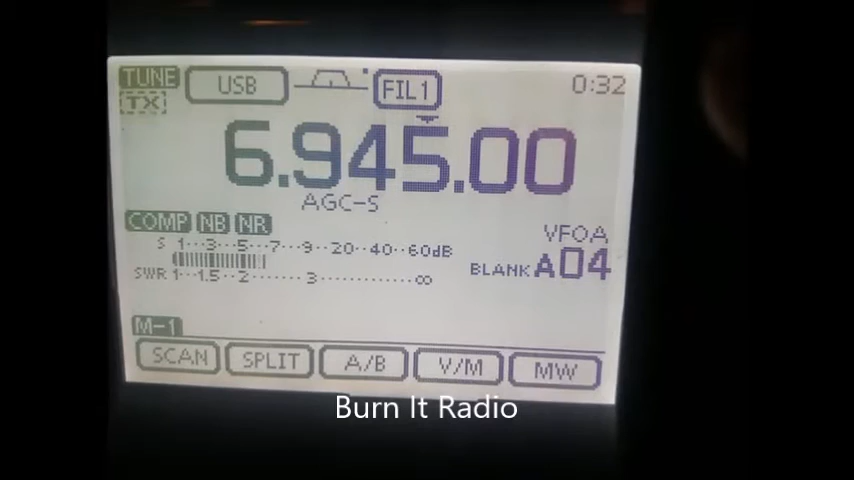 TUNE USB FIL1 0:32
TX
6.945.00
AGC-S
COMP NB NR
VFOA
S 1···3···5···7···9··20··40··60dB
BLANK A04
SWR 1···1.5··2·······3·············∞
M-1
SCAN SPLIT A/B V/M MW
Burn It Radio